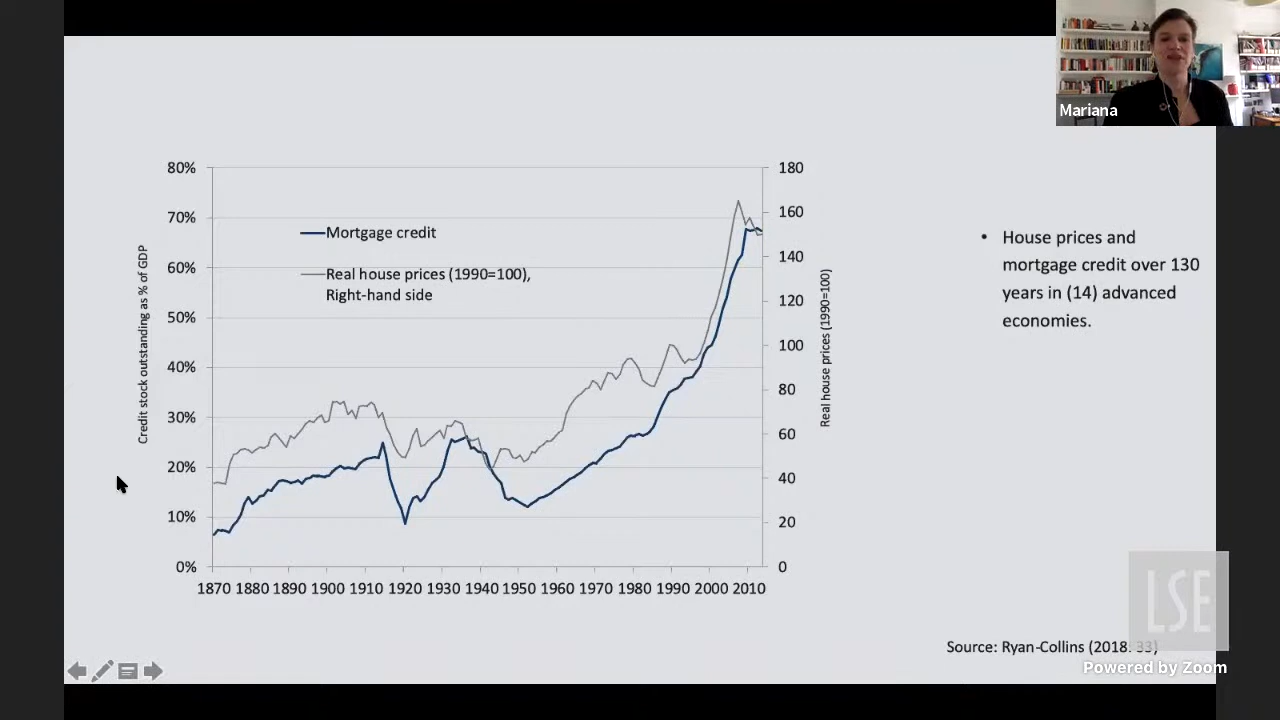 Mariana
80%
70%
60%
50%
40%
30%
20%
10%
0%
Credit stock outstanding as % of GDP
Mortgage credit
Real house prices (1990=100),
Right-hand side
180
160
140
120
100
80
60
40
20
0
Real house prices (1990=100)
1870 1880 1890 1900 1910 1920 1930 1940 1950 1960 1970 1980 1990 2000 2010
• House prices and
mortgage credit over 130
years in (14) advanced
economies.
LSE
Source: Ryan-Collins (2018: 33)
Powered by Zoom